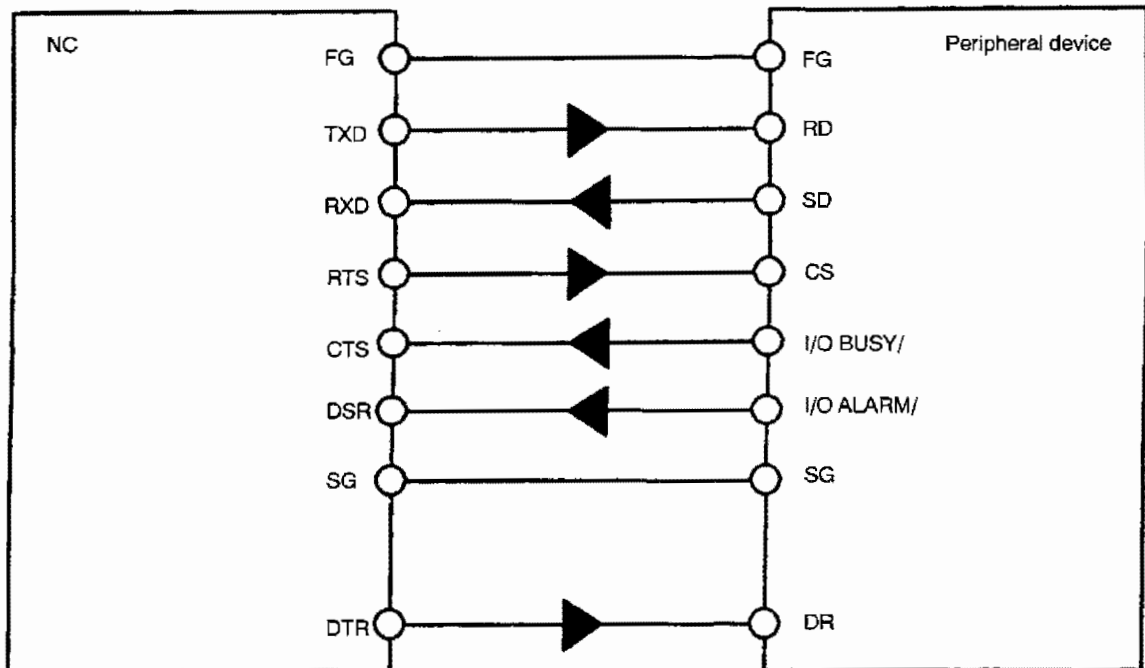 NC
Peripheral device
FG
FG
TXD
RD
RXD
SD
RTS
CS
CTS
I/O BUSY/
DSR
I/O ALARM/
SG
SG
DTR
DR